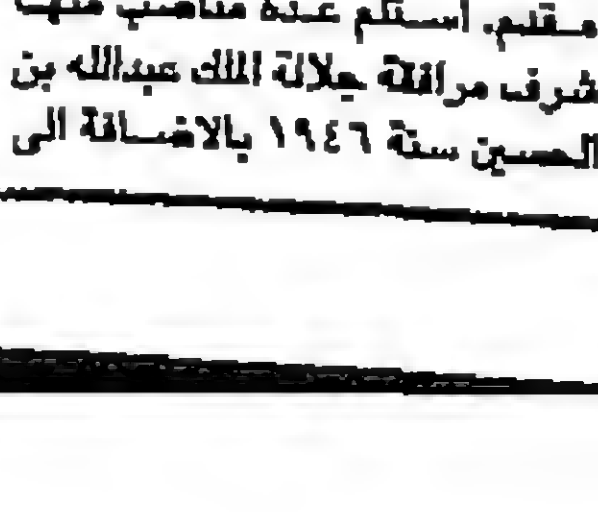 مقلم. استلم عدة مناصب منها
شرف مرافقة جلالة الملك عبدالله بن
الحسين سنة ١٩٤٦ بالاضافة الى